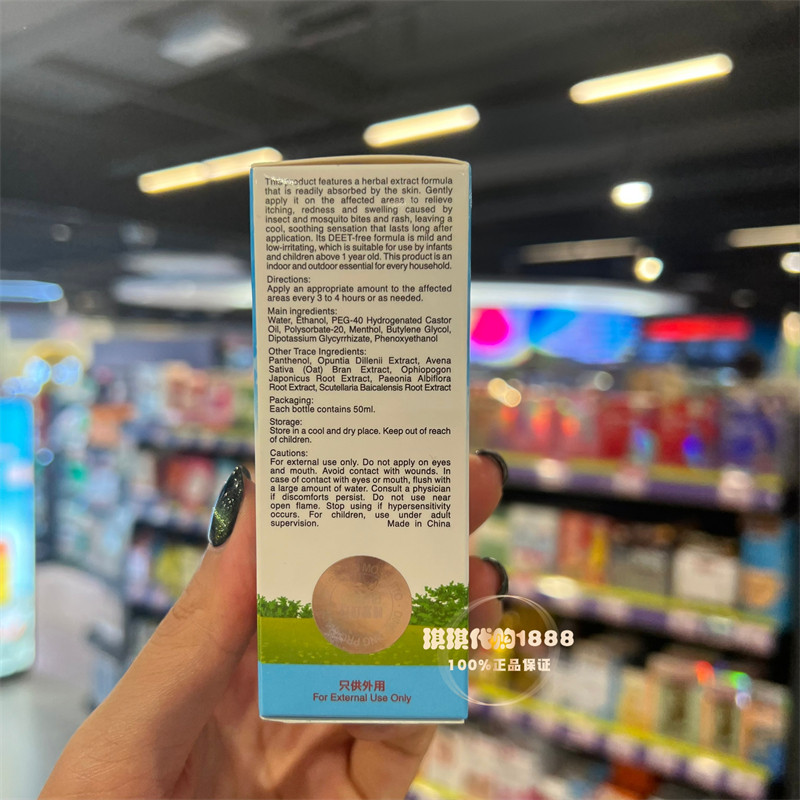 This product features a herbal extract formula
that is readily absorbed by the skin. Gently
apply it on the affected areas to relieve
itching, redness and swelling caused by
insect and mosquito bites and rash, leaving a
cool, soothing sensation that lasts long after
application. Its DEET-free formula is mild and
low-irritating, which is suitable for use by infants
and children above 1 year old. This product is an
indoor and outdoor essential for every household.
Directions:
Apply an appropriate amount to the affected
areas every 3 to 4 hours or as needed.
Main ingredients:
Water, Ethanol, PEG-40 Hydrogenated Castor
Oil, Polysorbate-20, Menthol, Butylene Glycol,
Dipotassium Glycyrrhizate, Phenoxyethanol
Other Trace Ingredients:
Panthenol, Opuntia Dillenii Extract, Avena
Sativa (Oat) Bran Extract, Ophiopogon
Japonicus Root Extract, Paeonia Albiflora
Root Extract, Scutellaria Baicalensis Root Extract
Packaging:
Each bottle contains 50ml.
Storage:
Store in a cool and dry place. Keep out of reach
of children.
Cautions:
For external use only. Do not apply on eyes
and mouth. Avoid contact with wounds. In
case of contact with eyes or mouth, flush with
a large amount of water. Consult a physician
if discomforts persist. Do not use near
open flame. Stop using if hypersensitivity
occurs. For children, use under adult
supervision. Made in China
琪琪代购1888
100%正品保证
只供外用
For External Use Only